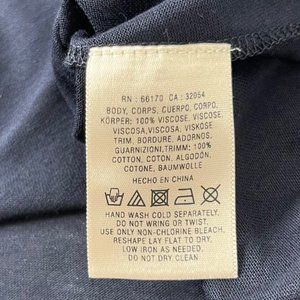 RN : 66170 CA : 32054
BODY, CORPS, CUERPO, CORPO,
KÖRPER: 100% VISCOSE, VISCOSE,
VISCOSA,VISCOSA, VISKOSE
TRIM, BORDURE, ADORNOS,
GUARNIZIONI,TRIMM: 100%
COTTON, COTON, ALGODON,
COTONE, BAUMWOLLE
HECHO EN CHINA
HAND WASH COLD SEPARATELY.
DO NOT WRING OR TWIST.
USE ONLY NON-CHLORINE BLEACH.
RESHAPE LAY FLAT TO DRY.
LOW IRON AS NEEDED.
DO NOT DRY CLEAN